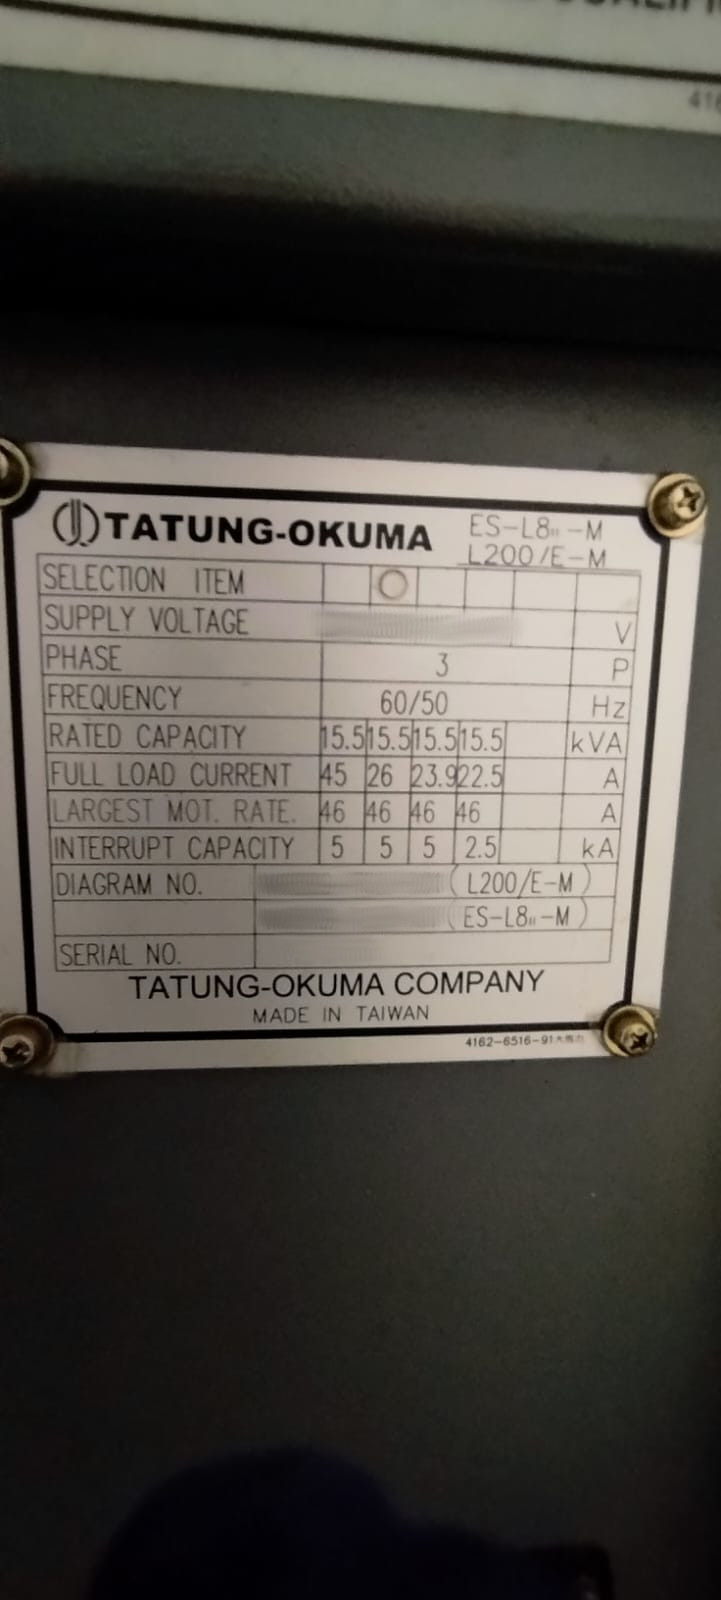 TATUNG-OKUMA ES-L8II-M
L200/E-M
SELECTION ITEM
SUPPLY VOLTAGE V
PHASE 3 P
FREQUENCY 60/50 Hz
RATED CAPACITY 15.5 15.5 15.5 15.5 kVA
FULL LOAD CURRENT 45 26 23.9 22.5 A
LARGEST MOT. RATE. 46 46 46 46 A
INTERRUPT CAPACITY 5 5 5 2.5 kA
DIAGRAM NO. (L200/E-M)
(ES-L8II-M)
SERIAL NO.
TATUNG-OKUMA COMPANY
MADE IN TAIWAN
4162-6516-91